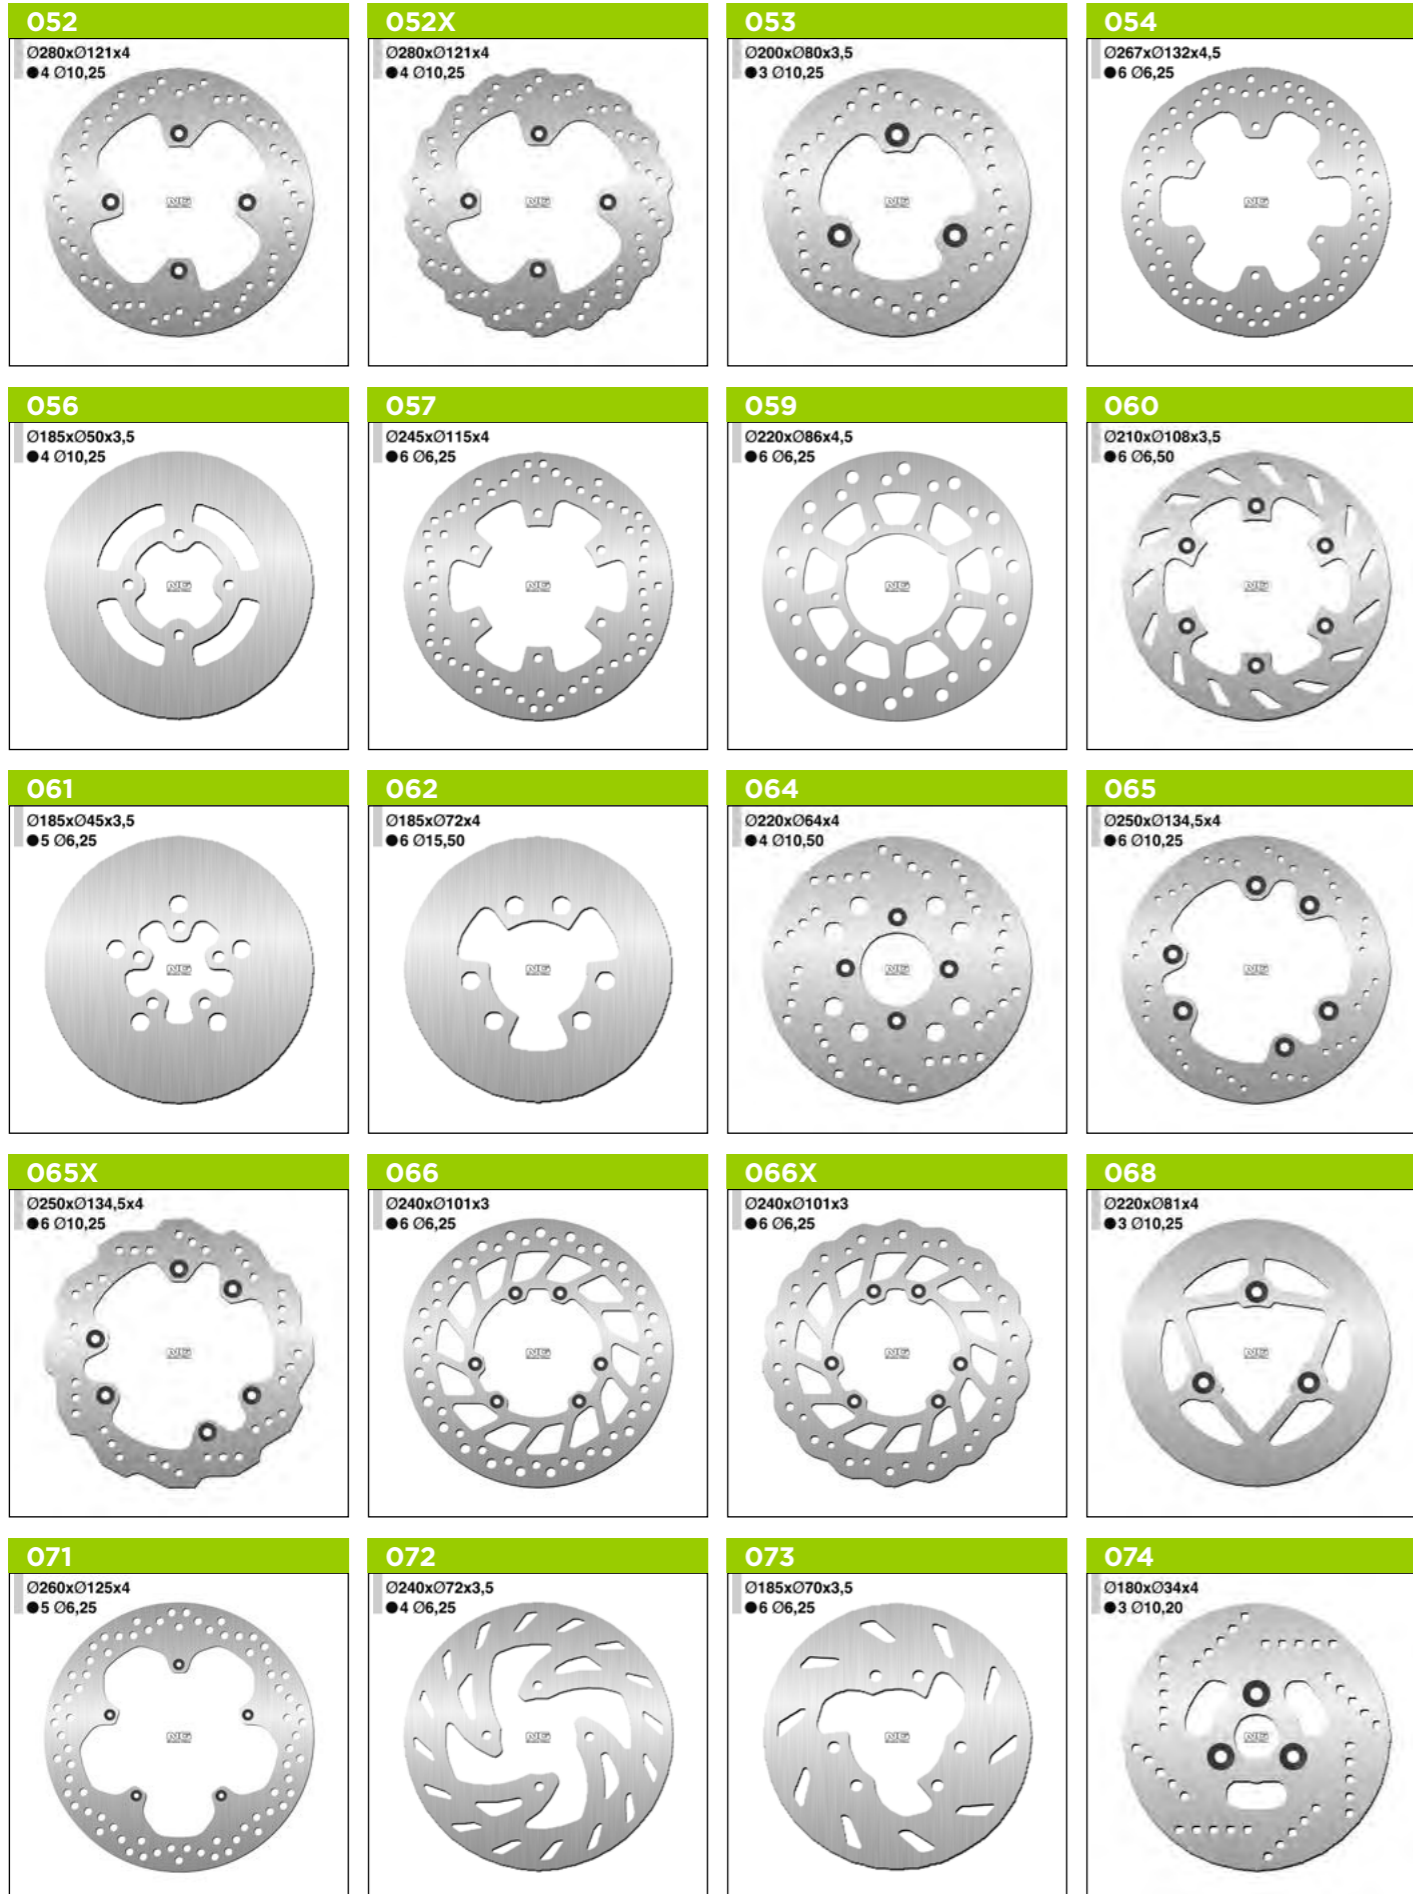 052
Ø280xØ121x4
●4 Ø10,25
052X
Ø280xØ121x4
●4 Ø10,25
053
Ø200xØ80x3,5
●3 Ø10,25
054
Ø267xØ132x4,5
●6 Ø6,25
056
Ø185xØ50x3,5
●4 Ø10,25
057
Ø245xØ115x4
●6 Ø6,25
059
Ø220xØ86x4,5
●6 Ø6,25
060
Ø210xØ108x3,5
●6 Ø6,50
061
Ø185xØ45x3,5
●5 Ø6,25
062
Ø185xØ72x4
●6 Ø15,50
064
Ø220xØ64x4
●4 Ø10,50
065
Ø250xØ134,5x4
●6 Ø10,25
065X
Ø250xØ134,5x4
●6 Ø10,25
066
Ø240xØ101x3
●6 Ø6,25
066X
Ø240xØ101x3
●6 Ø6,25
068
Ø220xØ81x4
●3 Ø10,25
071
Ø260xØ125x4
●5 Ø6,25
072
Ø240xØ72x3,5
●4 Ø6,25
073
Ø185xØ70x3,5
●6 Ø6,25
074
Ø180xØ34x4
●3 Ø10,20